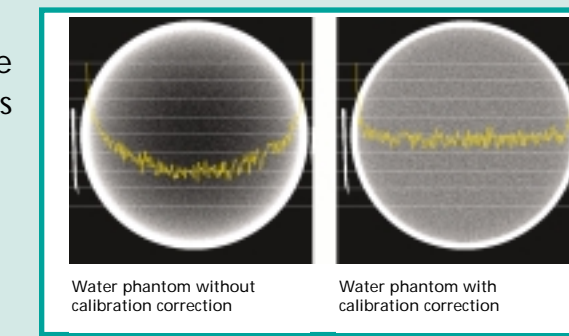 e
s
Water phantom without
calibration correction
Water phantom with
calibration correction